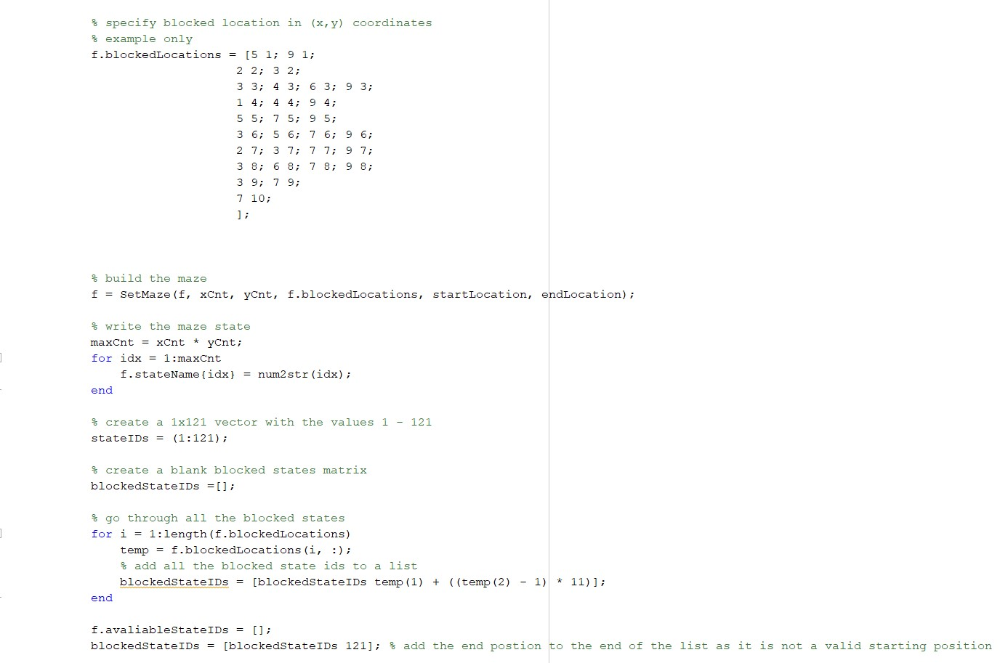 % specify blocked location in (x,y) coordinates
% example only
f.blockedLocations = [5 1; 9 1;
2 2; 3 2;
3 3; 4 3; 6 3; 9 3;
1 4; 4 4; 9 4;
5 5; 7 5; 9 5;
3 6; 5 6; 7 6; 9 6;
2 7; 3 7; 7 7; 9 7;
3 8; 6 8; 7 8; 9 8;
3 9; 7 9;
7 10;
];
% build the maze
f = SetMaze(f, xCnt, yCnt, f.blockedLocations, startLocation, endLocation);
% write the maze state
maxCnt = xCnt * yCnt;
for idx = 1:maxCnt
f.stateName{idx} = num2str(idx);
end
% create a 1x121 vector with the values 1 - 121
stateIDs = (1:121);
% create a blank blocked states matrix
blockedStateIDs =[];
% go through all the blocked states
for i = 1:length(f.blockedLocations)
temp = f.blockedLocations(i, :);
% add all the blocked state ids to a list
blockedStateIDs = [blockedStateIDs temp(1) + ((temp(2) - 1) * 11)];
end
f.avaliableStateIDs = [];
blockedStateIDs = [blockedStateIDs 121]; % add the end postion to the end of the list as it is not a valid starting position